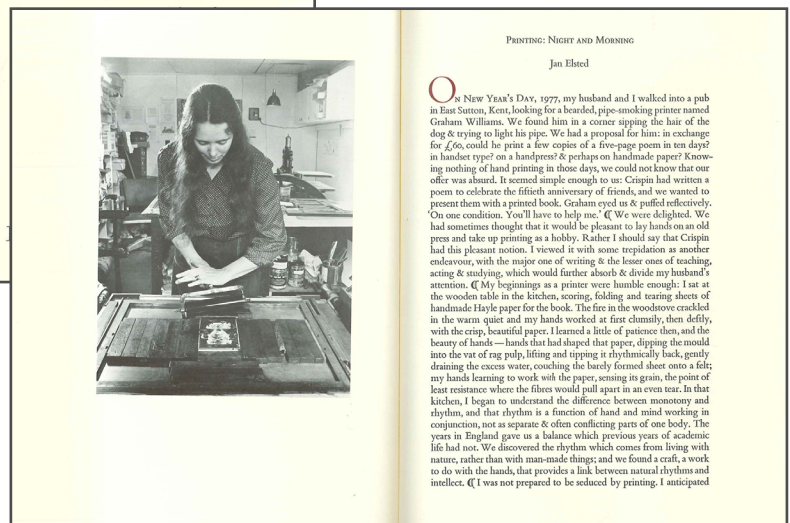 Printing: Night and Morning
Jan Elsted
On New Year's Day, 1977, my husband and I walked into a pub
in East Sutton, Kent, looking for a bearded, pipe-smoking printer named
Graham Williams. We found him in a corner sipping the hair of the
dog & trying to light his pipe. We had a proposal for him: in exchange
for £60, could he print a few copies of a five-page poem in ten days?
in handset type? on a handpress? & perhaps on handmade paper? Know-
ing nothing of hand printing in those days, we could not know that our
offer was absurd. It seemed simple enough to us: Crispin had written a
poem to celebrate the fiftieth anniversary of friends, and we wanted to
present them with a printed book. Graham eyed us & puffed reflectively.
'On one condition. You'll have to help me.' ¶ We were delighted. We
had sometimes thought that it would be pleasant to lay hands on an old
press and take up printing as a hobby. Rather I should say that Crispin
had this pleasant notion. I viewed it with some trepidation as another
endeavour, with the major one of writing & the lesser ones of teaching,
acting & studying, which would further absorb & divide my husband's
attention. ¶ My beginnings as a printer were humble enough: I sat at
the wooden table in the kitchen, scoring, folding and tearing sheets of
handmade Hayle paper for the book. The fire in the woodstove crackled
in the warm quiet and my hands worked at first clumsily, then deftly,
with the crisp, beautiful paper. I learned a little of patience then, and the
beauty of hands — hands that had shaped that paper, dipping the mould
into the vat of rag pulp, lifting and tipping it rhythmically back, gently
draining the excess water, couching the barely formed sheet onto a felt;
my hands learning to work with the paper, sensing its grain, the point of
least resistance where the fibres would pull apart in an even tear. In that
kitchen, I began to understand the difference between monotony and
rhythm, and that rhythm is a function of hand and mind working in
conjunction, not as separate & often conflicting parts of one body. The
years in England gave us a balance which previous years of academic
life had not. We discovered the rhythm which comes from living with
nature, rather than with man-made things; and we found a craft, a work
to do with the hands, that provides a link between natural rhythms and
intellect. ¶ I was not prepared to be seduced by printing. I anticipated